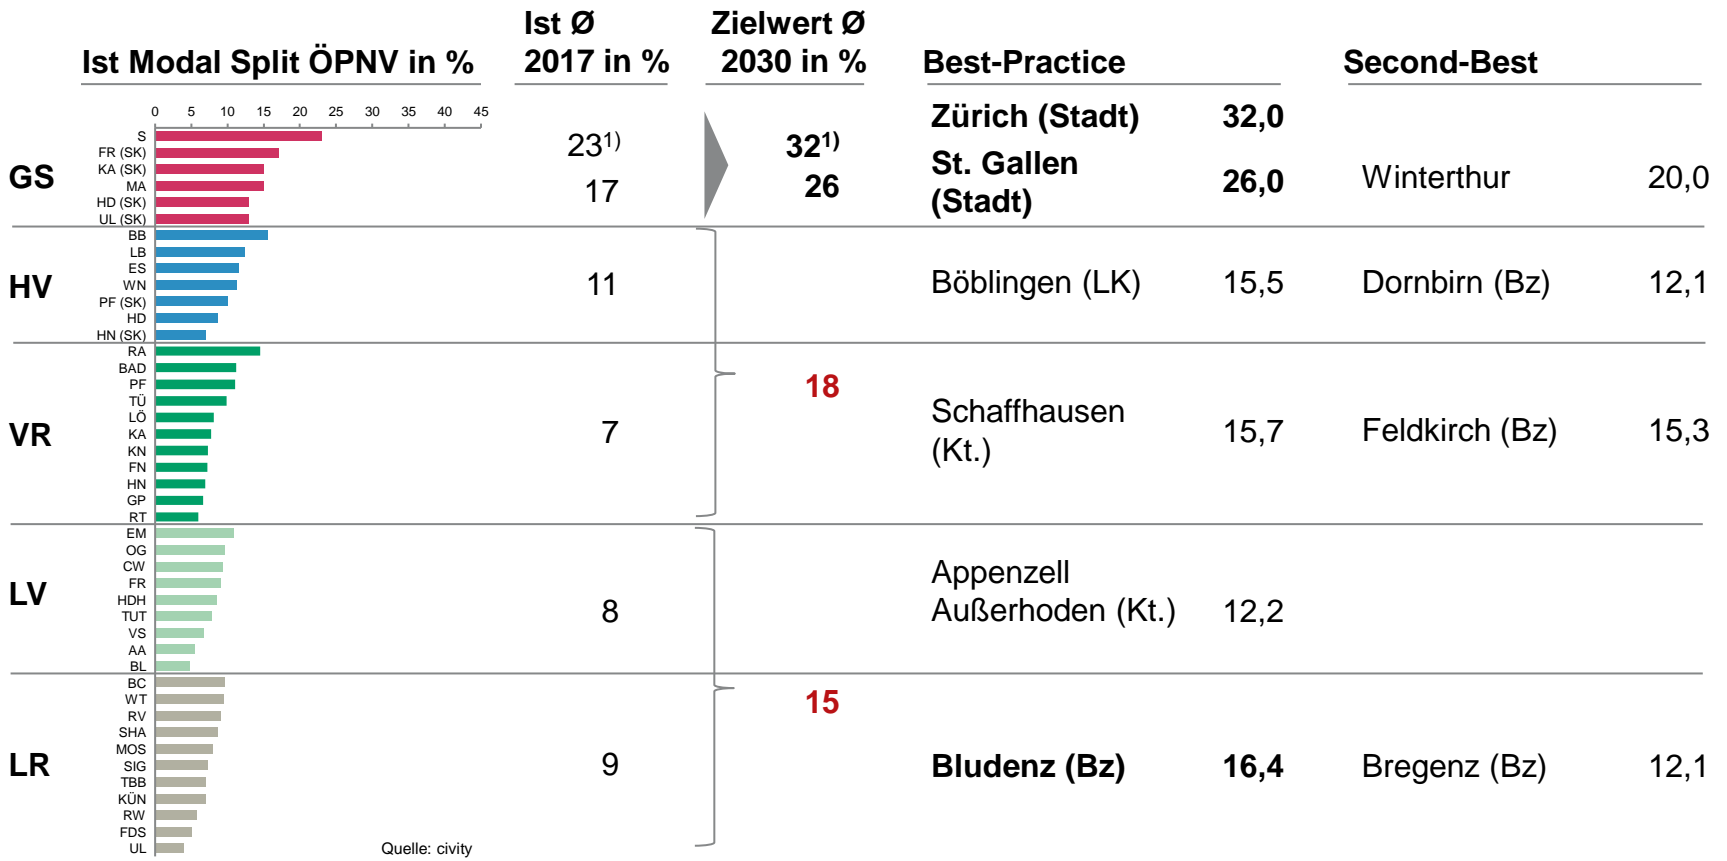 Ist Ø
2017 in %
Zielwert Ø
2030 in %
Ist Modal Split ÖPNV in %
Best-Practice
Second-Best
0 5 10 15 20 25 30 35 40 45
GS
S
FR (SK)
KA (SK)
MA
HD (SK)
UL (SK)
23¹⁾
17
32¹⁾
26
Zürich (Stadt) 32,0
St. Gallen
(Stadt)
26,0
Winterthur 20,0
HV
BB
LB
ES
WN
PF (SK)
HD
HN (SK)
11
Böblingen (LK) 15,5
Dornbirn (Bz) 12,1
VR
RA
BAD
PF
TÜ
LÖ
KA
KN
FN
HN
GP
RT
7
18
Schaffhausen
(Kt.)
15,7
Feldkirch (Bz) 15,3
LV
EM
OG
CW
FR
HDH
TUT
VS
AA
BL
8
Appenzell
Außerhoden (Kt.) 12,2
LR
BC
WT
RV
SHA
MOS
SIG
TBB
KÜN
RW
FDS
UL
9
15
Bludenz (Bz) 16,4
Bregenz (Bz) 12,1
Quelle: civity